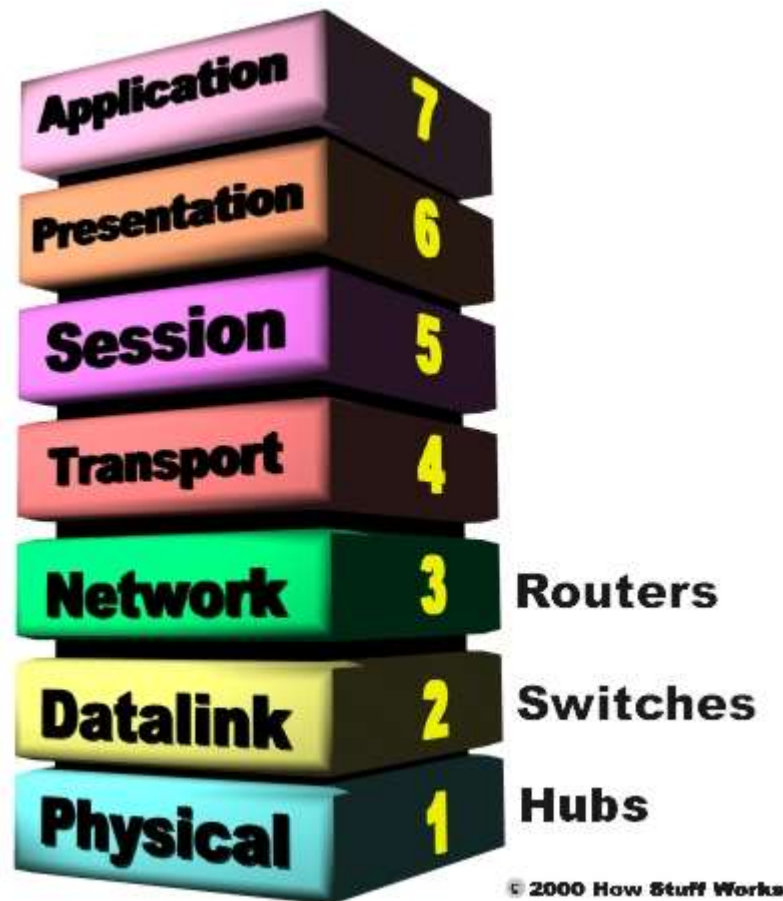 Application 7
Presentation 6
Session 5
Transport 4
Network 3 Routers
Datalink 2 Switches
Physical 1 Hubs
© 2000 How Stuff Works